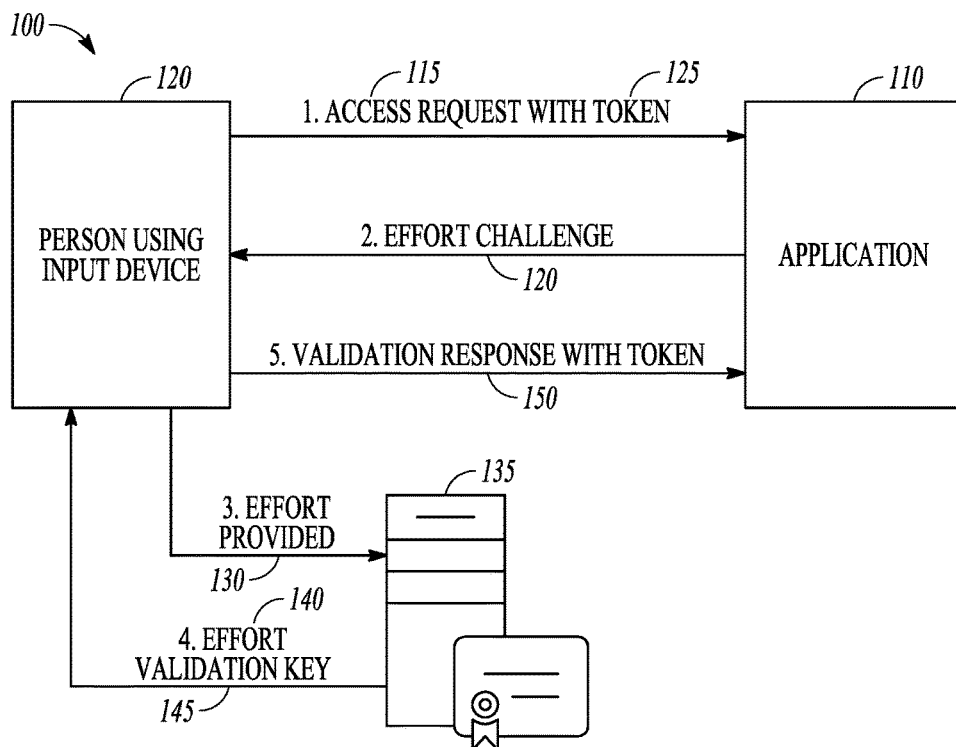 100
120
115
125
110
1. ACCESS REQUEST WITH TOKEN
PERSON USING
INPUT DEVICE
2. EFFORT CHALLENGE
120
APPLICATION
5. VALIDATION RESPONSE WITH TOKEN
150
135
3. EFFORT
PROVIDED
130
140
4. EFFORT
VALIDATION KEY
145